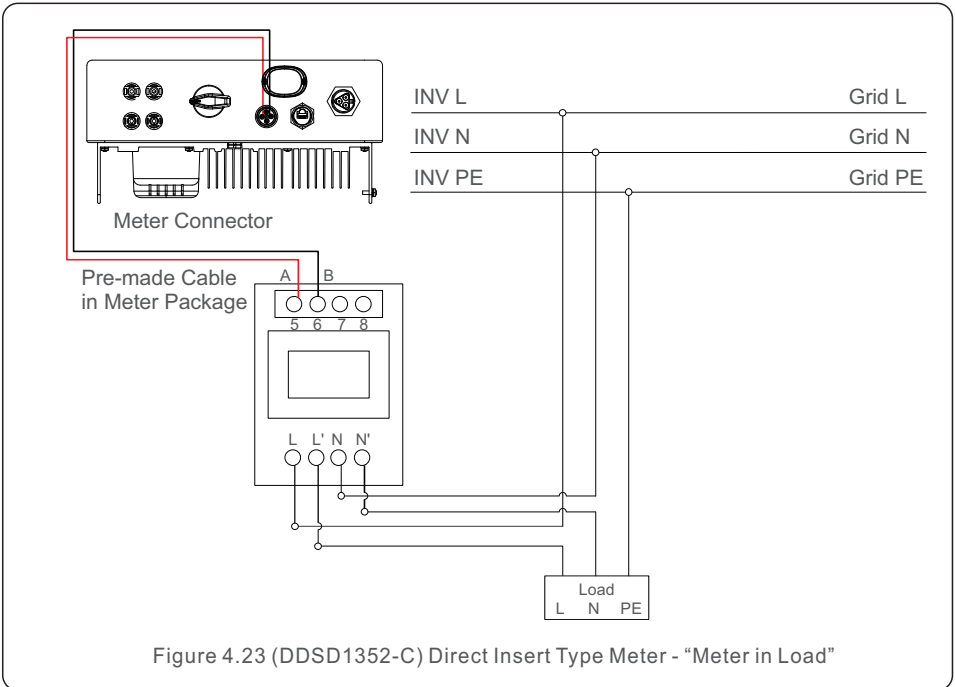 INV L Grid L
INV N Grid N
INV PE Grid PE
Meter Connector
Pre-made Cable
in Meter Package
A B
5 6 7 8
L L' N N'
Load
L N PE
Figure 4.23 (DDSD1352-C) Direct Insert Type Meter - “Meter in Load”